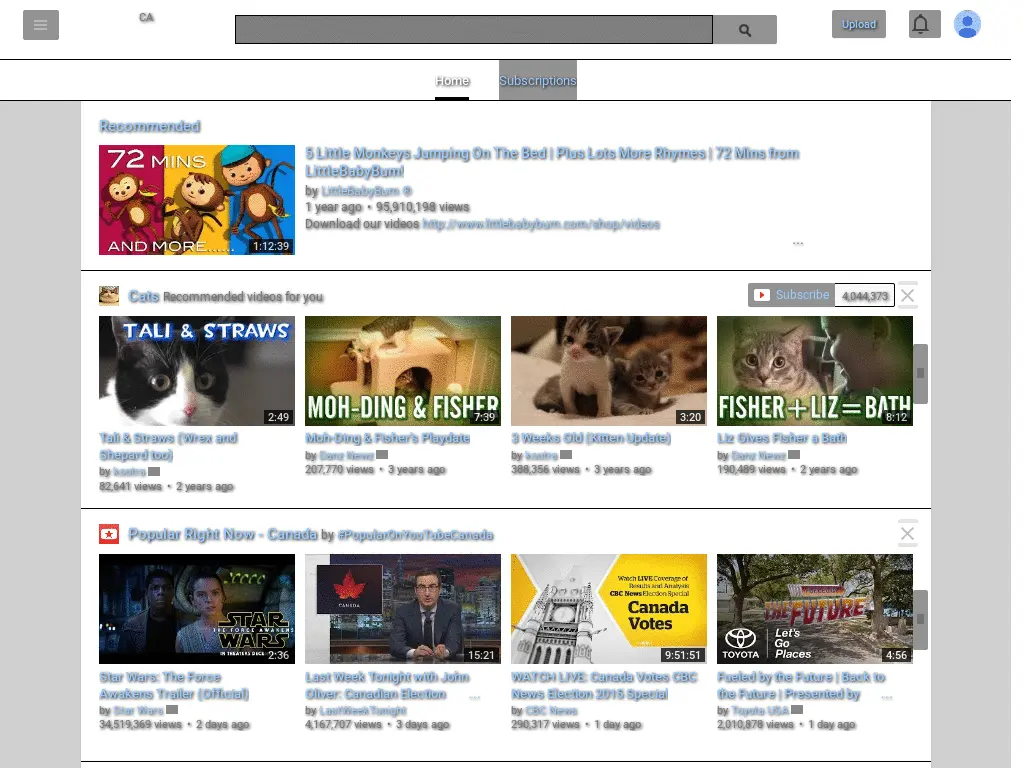 CA
Upload
Home
Subscriptions
Recommended
72 MINS
AND MORE......
1:12:39
5 Little Monkeys Jumping On The Bed | Plus Lots More Rhymes | 72 Mins from
LittleBabyBum!
by LittleBabyBum ®
1 year ago • 95,910,198 views
Download our videos http://www.littlebabybum.com/shop/videos
...
Cats Recommended videos for you
Subscribe 4,044,373
TALI & STRAWS
2:49
Tali & Straws (Wrex and
Shepard too)
by kootra
82,641 views • 2 years ago
MOH-DING & FISHER
7:39
Moh-Ding & Fisher's Playdate
by Danz Newz
207,770 views • 3 years ago
3:20
3 Weeks Old (Kitten Update)
by kootra
388,356 views • 3 years ago
FISHER+LIZ=BATH
8:12
Liz Gives Fisher a Bath
by Danz Newz
190,489 views • 2 years ago
Popular Right Now - Canada by #PopularOnYouTubeCanada
STAR
THE FORCE AWAKENS
WARS
IN THEATERS DEC
2:36
Star Wars: The Force
Awakens Trailer (Official)
by Star Wars
34,519,369 views • 2 days ago
CANADA
15:21
Last Week Tonight with John
Oliver: Canadian Election ...
by LastWeekTonight
4,167,707 views • 3 days ago
Watch LIVE Coverage of
Results and Analysis
CBC News Election Special
Canada
Votes
9:51:51
WATCH LIVE: Canada Votes CBC
News Election 2015 Special
by CBC News
290,317 views • 1 day ago
FUELED BY
THE FUTURE
TOYOTA
Let's
Go
Places
4:56
Fueled by the Future | Back to
the Future | Presented by ...
by Toyota USA
2,010,878 views • 1 day ago